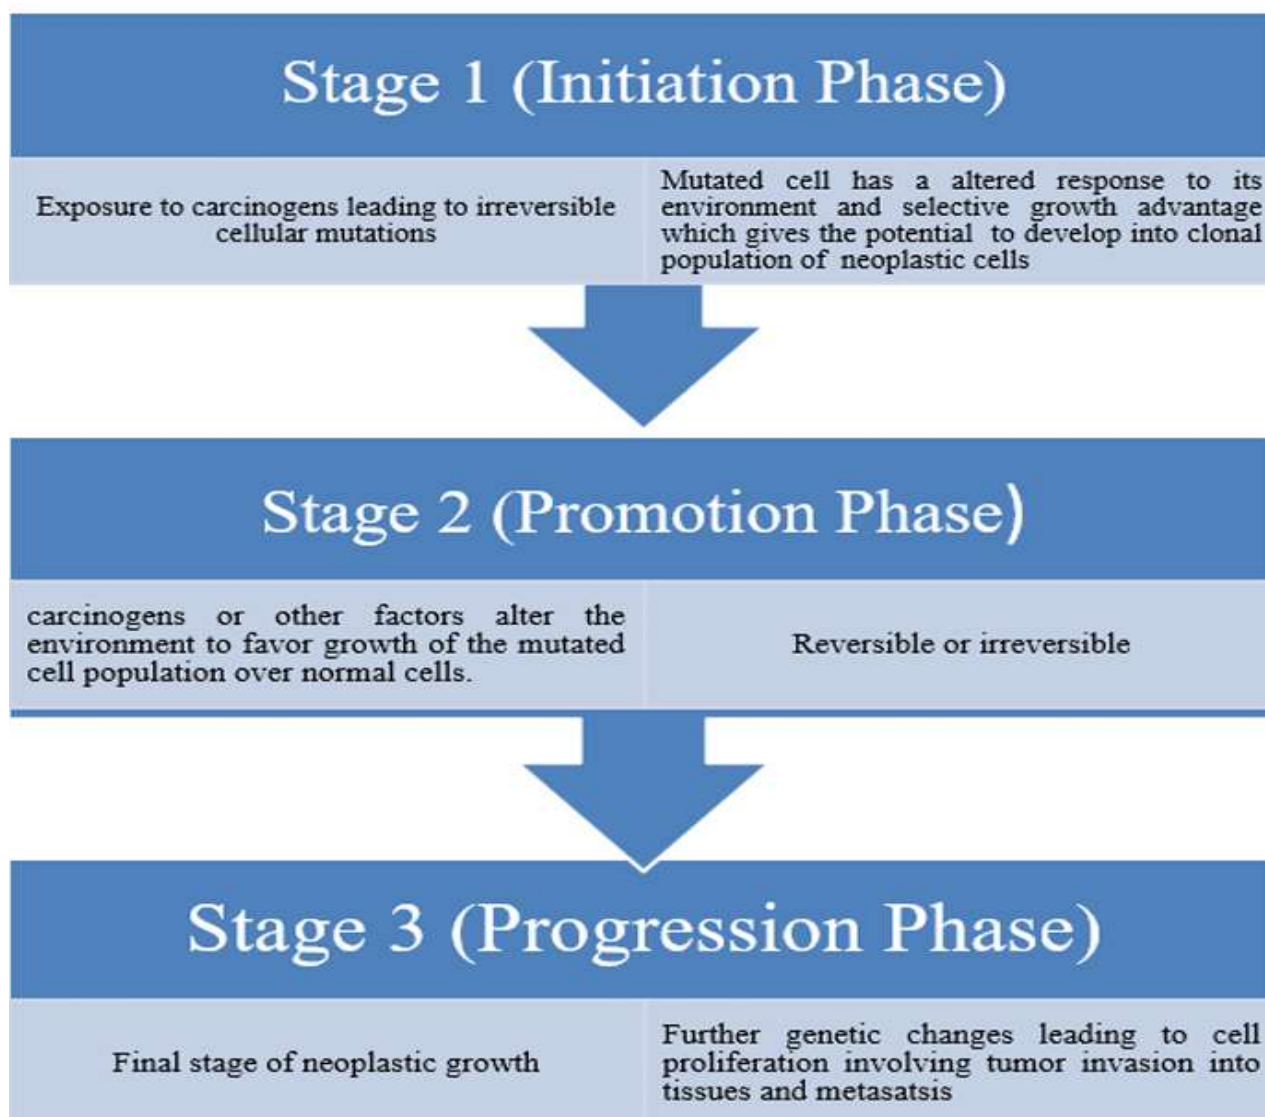 Stage 1 (Initiation Phase)
Exposure to carcinogens leading to irreversible
cellular mutations
Mutated cell has a altered response to its
environment and selective growth advantage
which gives the potential to develop into clonal
population of neoplastic cells
Stage 2 (Promotion Phase)
carcinogens or other factors alter the
environment to favor growth of the mutated
cell population over normal cells.
Reversible or irreversible
Stage 3 (Progression Phase)
Final stage of neoplastic growth
Further genetic changes leading to cell
proliferation involving tumor invasion into
tissues and metasatsis